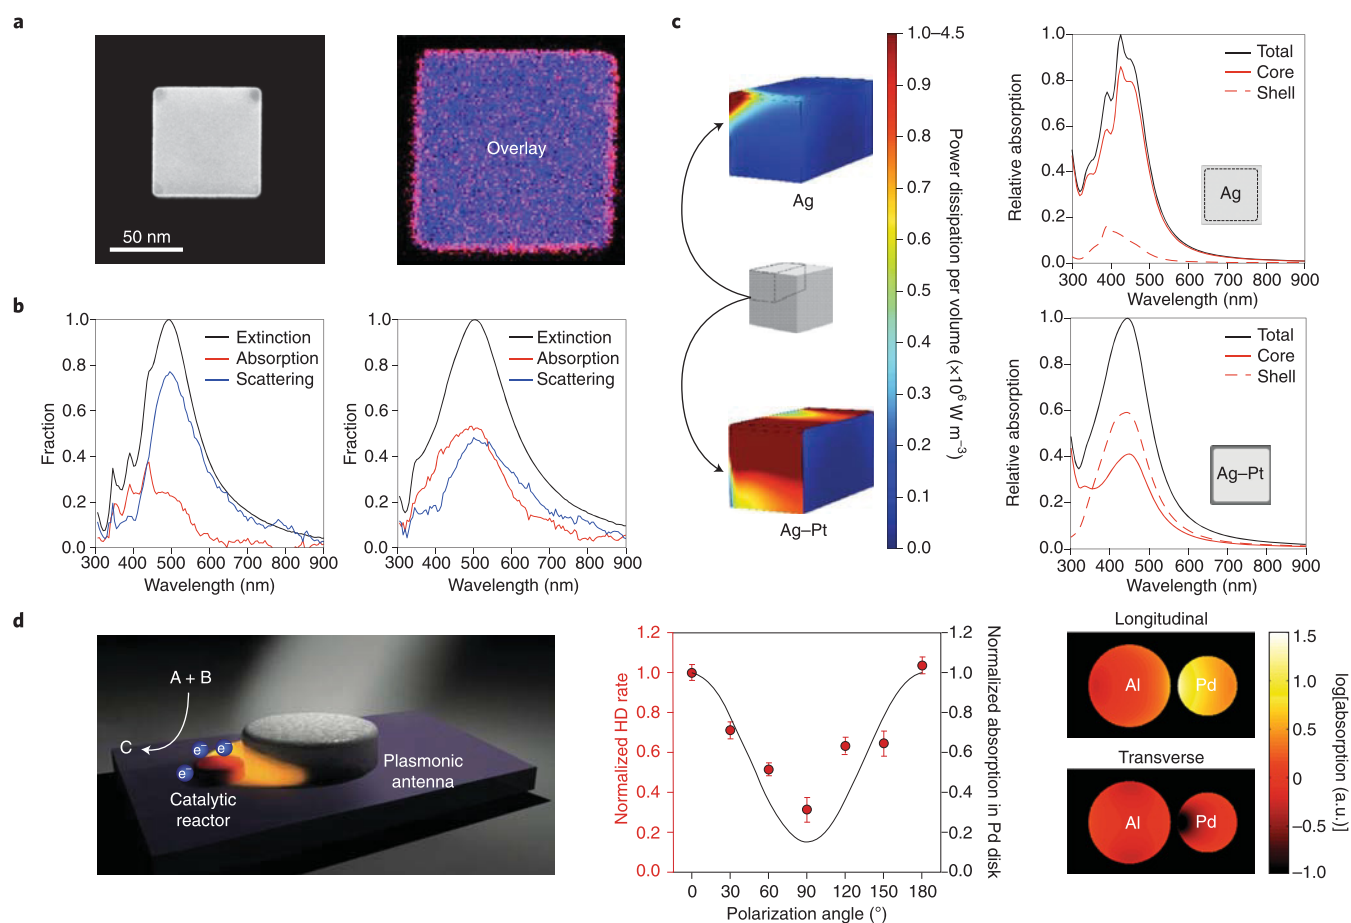 a
50 nm
Overlay
b
1.0
0.8
0.6
0.4
0.2
0.0
Fraction
Extinction
Absorption
Scattering
300 400 500 600 700 800 900
Wavelength (nm)
1.0
0.8
0.6
0.4
0.2
0.0
Fraction
Extinction
Absorption
Scattering
300 400 500 600 700 800 900
Wavelength (nm)
c
Ag
Ag–Pt
1.0–4.5
0.9
0.8
0.7
0.6
0.5
0.4
0.3
0.2
0.1
0.0
Power dissipation per volume (×10⁶ W m⁻³)
1.0
0.8
0.6
0.4
0.2
0.0
Relative absorption
Total
Core
Shell
Ag
300 400 500 600 700 800 900
Wavelength (nm)
1.0
0.8
0.6
0.4
0.2
0.0
Relative absorption
Total
Core
Shell
Ag–Pt
300 400 500 600 700 800 900
Wavelength (nm)
d
A + B
C
e⁻
e⁻
e⁻
Catalytic
reactor
Plasmonic
antenna
1.2
1.0
0.8
0.6
0.4
0.2
0.0
Normalized HD rate
0 30 60 90 120 150 180
Polarization angle (°)
1.2
1.0
0.8
0.6
0.4
0.2
0.0
Normalized absorption in Pd disk
Longitudinal
Al Pd
Transverse
Al Pd
1.5
1.0
0.5
0
–0.5
–1.0
log[absorption (a.u.)]